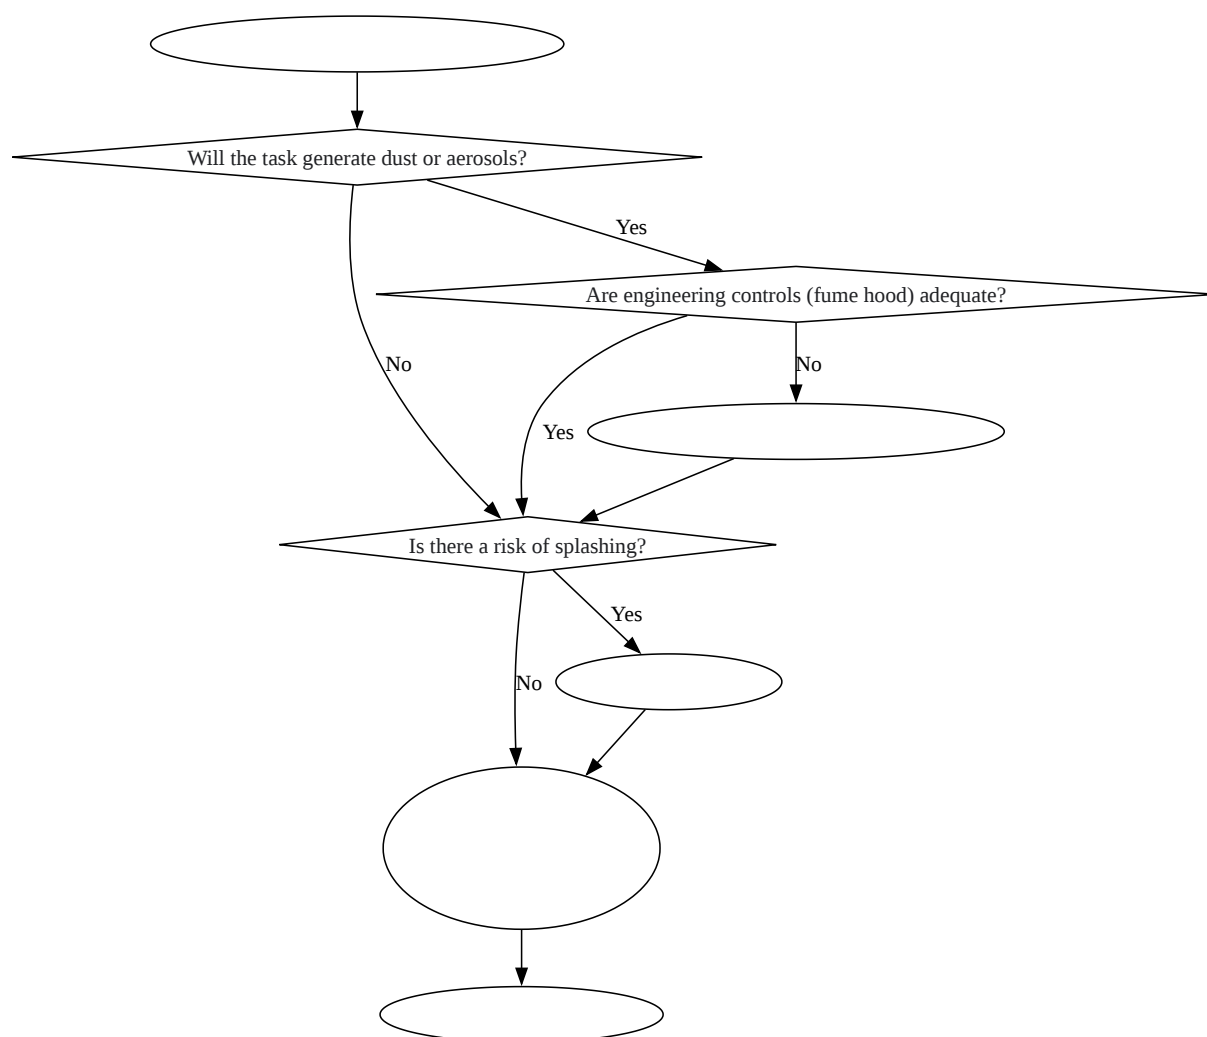 Will the task generate dust or aerosols?
Yes
Are engineering controls (fume hood) adequate?
No
No
Yes
Is there a risk of splashing?
Yes
No